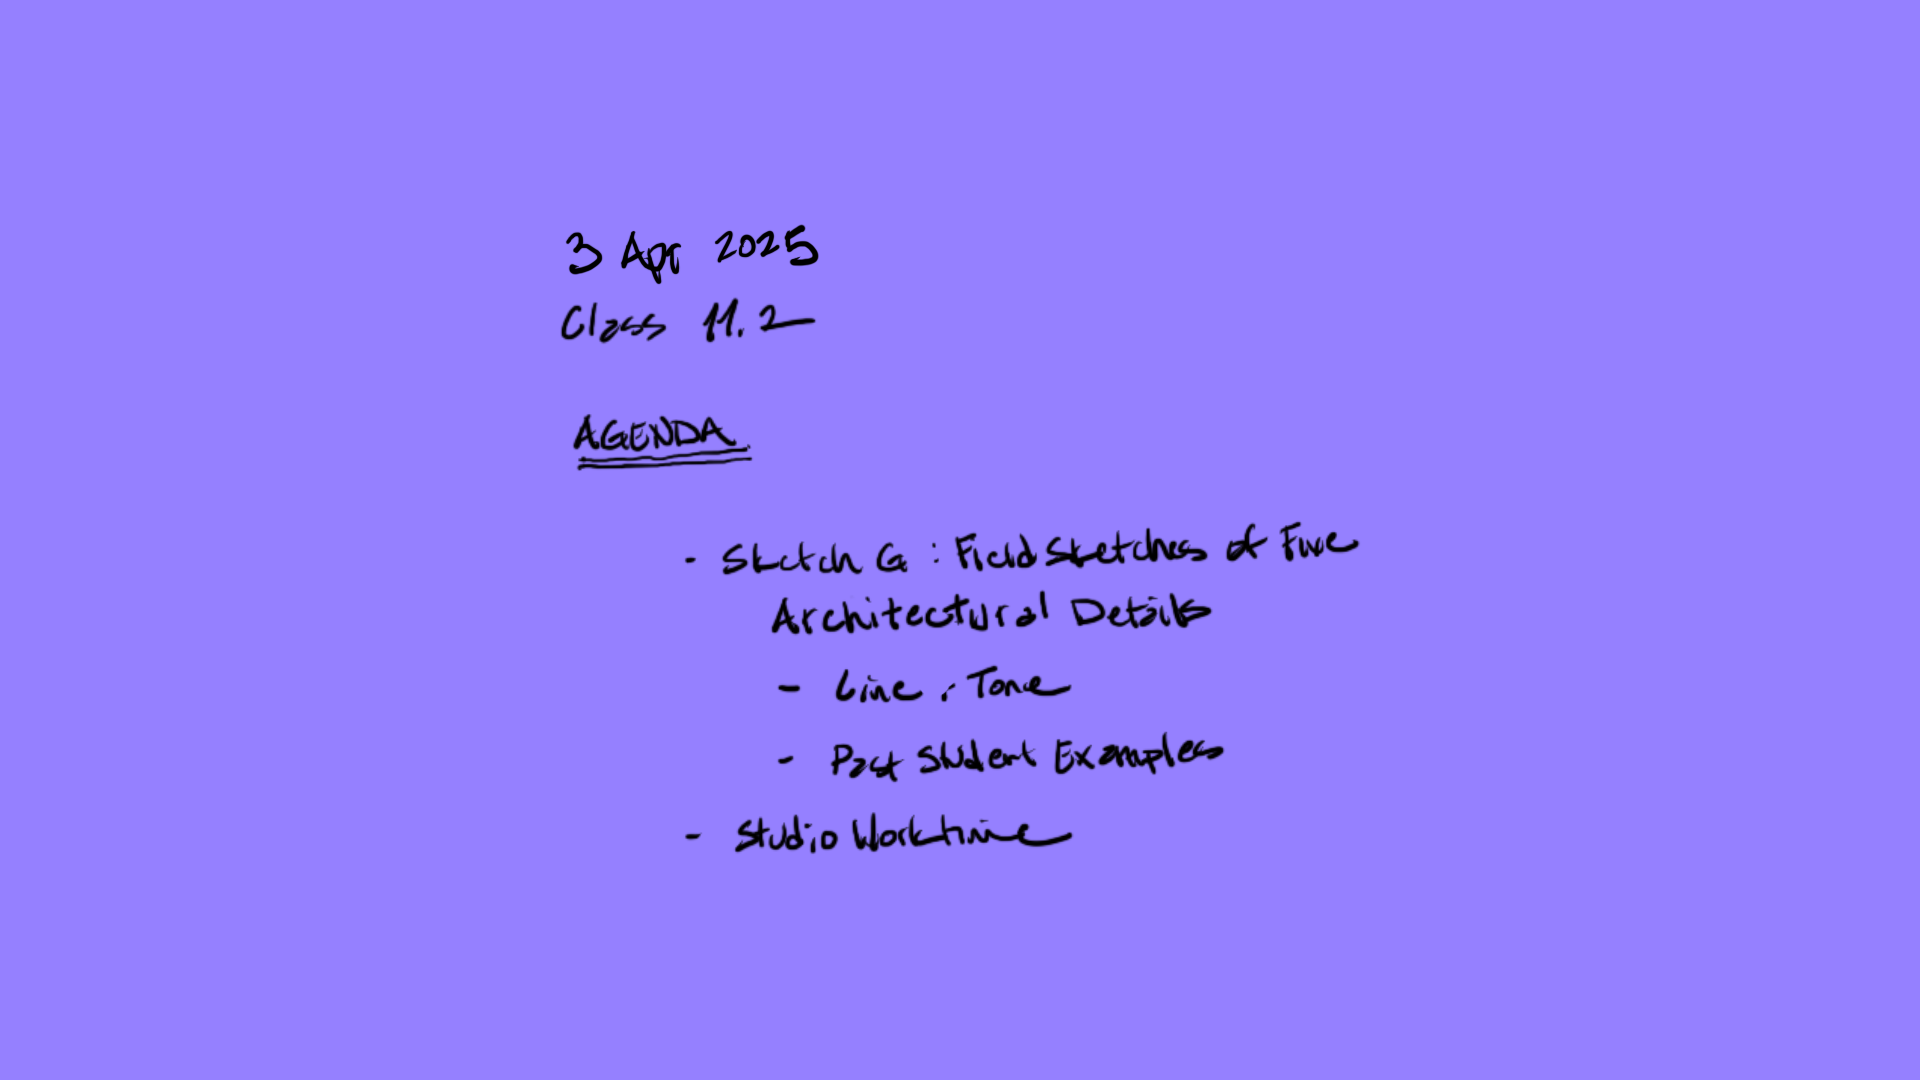 3 Apr 2025
Class 11.2
AGENDA
- Sketch G : Field Sketches of Five
Architectural Details
- Line, Tone
- Past Student Examples
- Studio Worktime